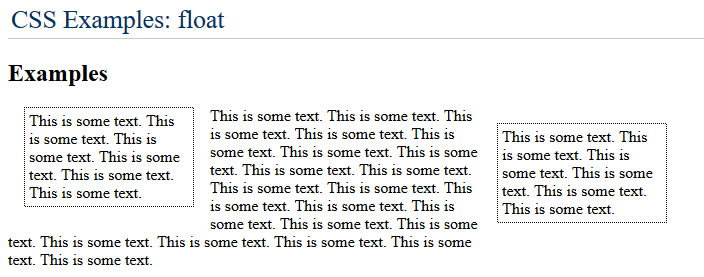 CSS Examples: float
Examples
This is some text. This
is some text. This is
some text. This is some
text. This is some text.
This is some text.
This is some text. This is some text. This
is some text. This is some text. This is
some text. This is some text. This is some
text. This is some text. This is some text.
This is some text. This is some text. This
is some text. This is some text. This is
some text. This is some text. This is some
text. This is some text. This is some text. This is some text. This is some
text. This is some text.
This is some text. This
is some text. This is
some text. This is some
text. This is some text.
This is some text.